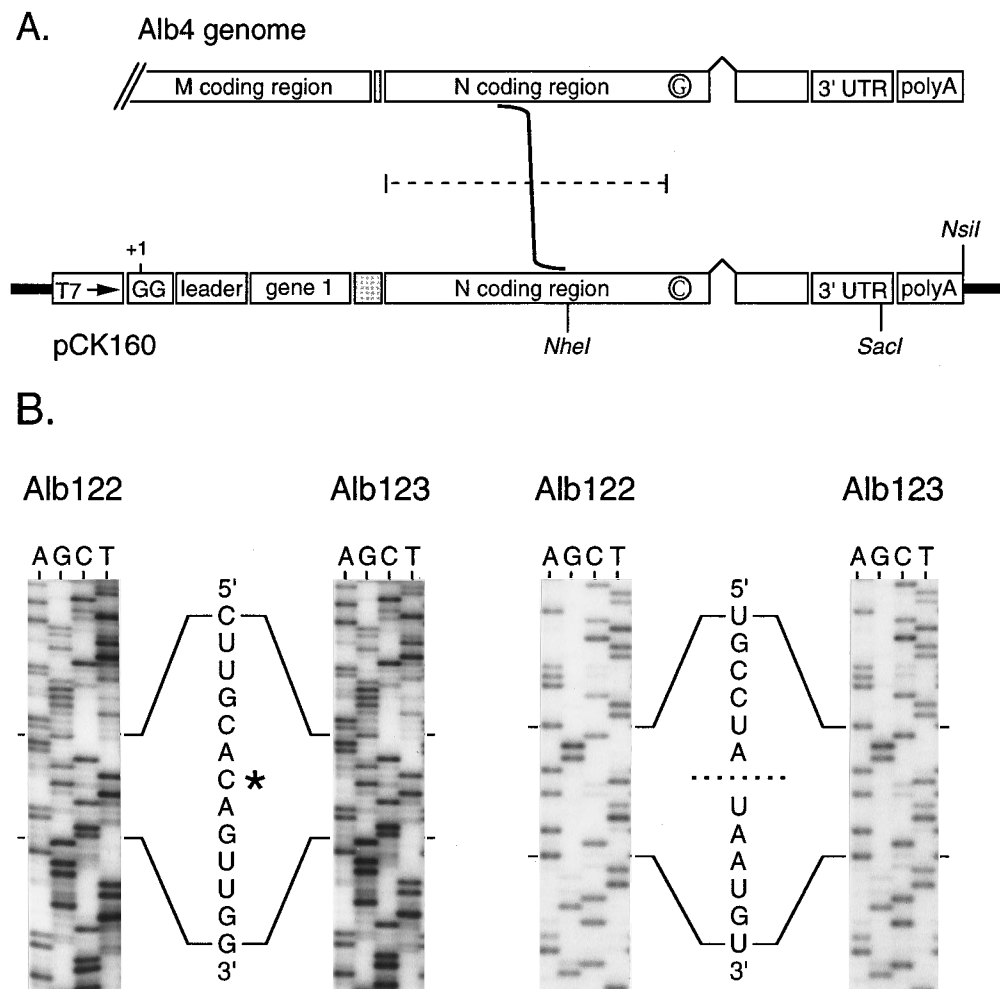 A.
Alb4 genome
M coding region
N coding region
G
3' UTR
polyA
+1
NsiI
T7
GG
leader
gene 1
N coding region
C
3' UTR
polyA
pCK160
NheI
SacI
B.
Alb122
Alb123
Alb122
Alb123
A G C T
A G C T
A G C T
A G C T
5'
C
U
U
G
C
A
C *
A
G
U
U
G
G
3'
5'
U
G
C
C
U
A
U
A
A
U
G
U
3'